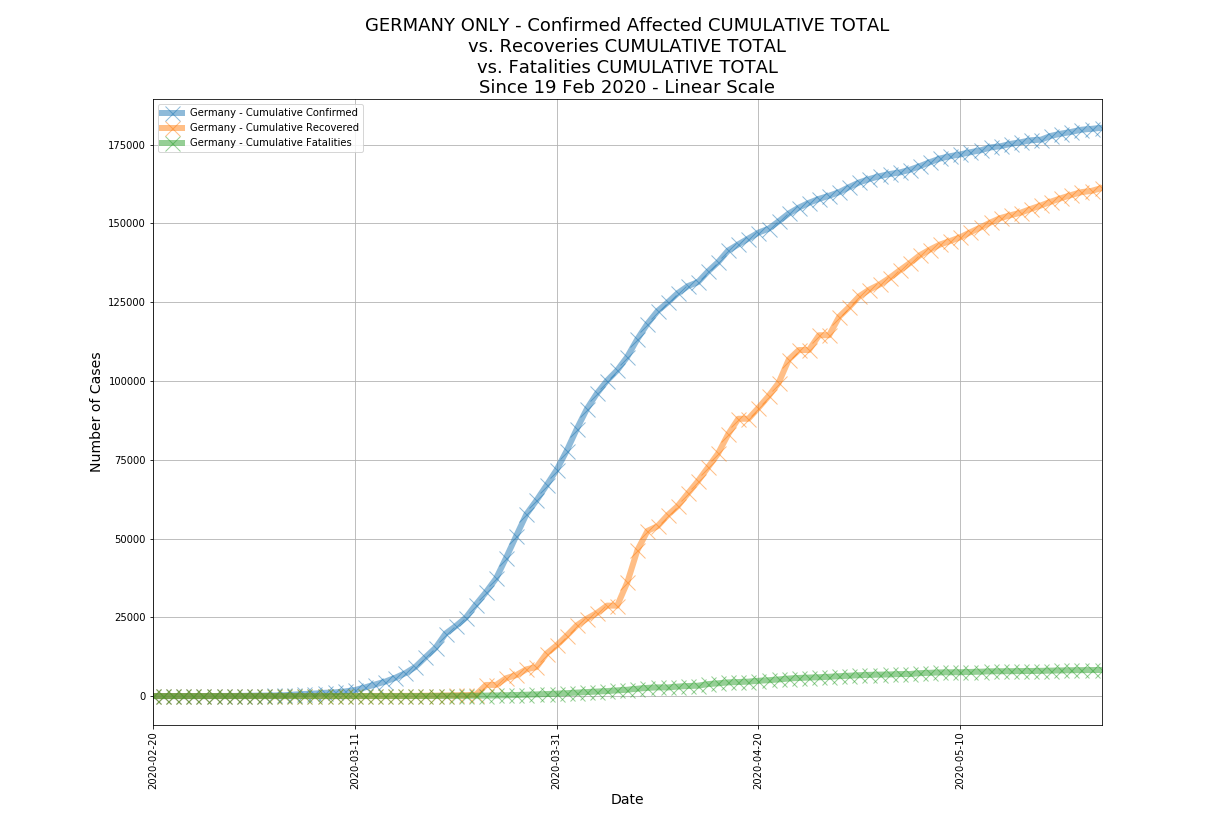 GERMANY ONLY - Confirmed Affected CUMULATIVE TOTAL
vs. Recoveries CUMULATIVE TOTAL
vs. Fatalities CUMULATIVE TOTAL
Since 19 Feb 2020 - Linear Scale
Germany - Cumulative Confirmed
Germany - Cumulative Recovered
Germany - Cumulative Fatalities
Number of Cases
175000
150000
125000
100000
75000
50000
25000
0
2020-02-20
2020-03-11
2020-03-31
2020-04-20
2020-05-10
Date